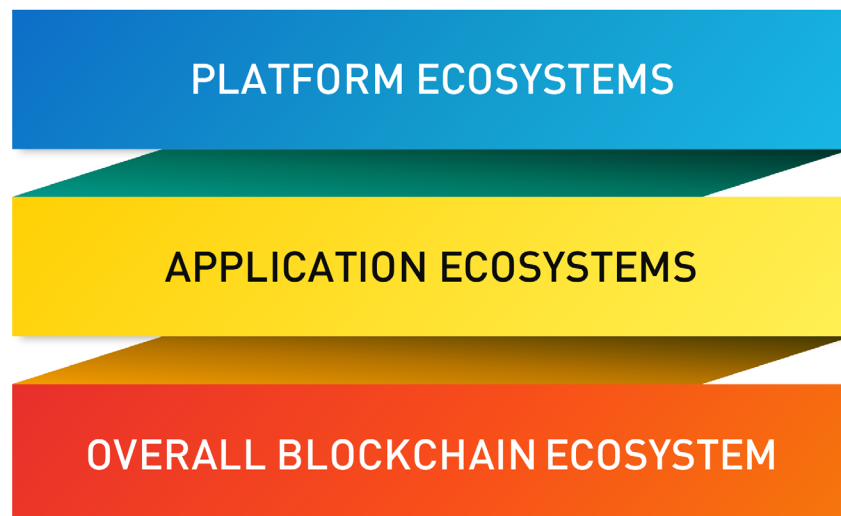 PLATFORM ECOSYSTEMS
APPLICATION ECOSYSTEMS
OVERALL BLOCKCHAIN ECOSYSTEM